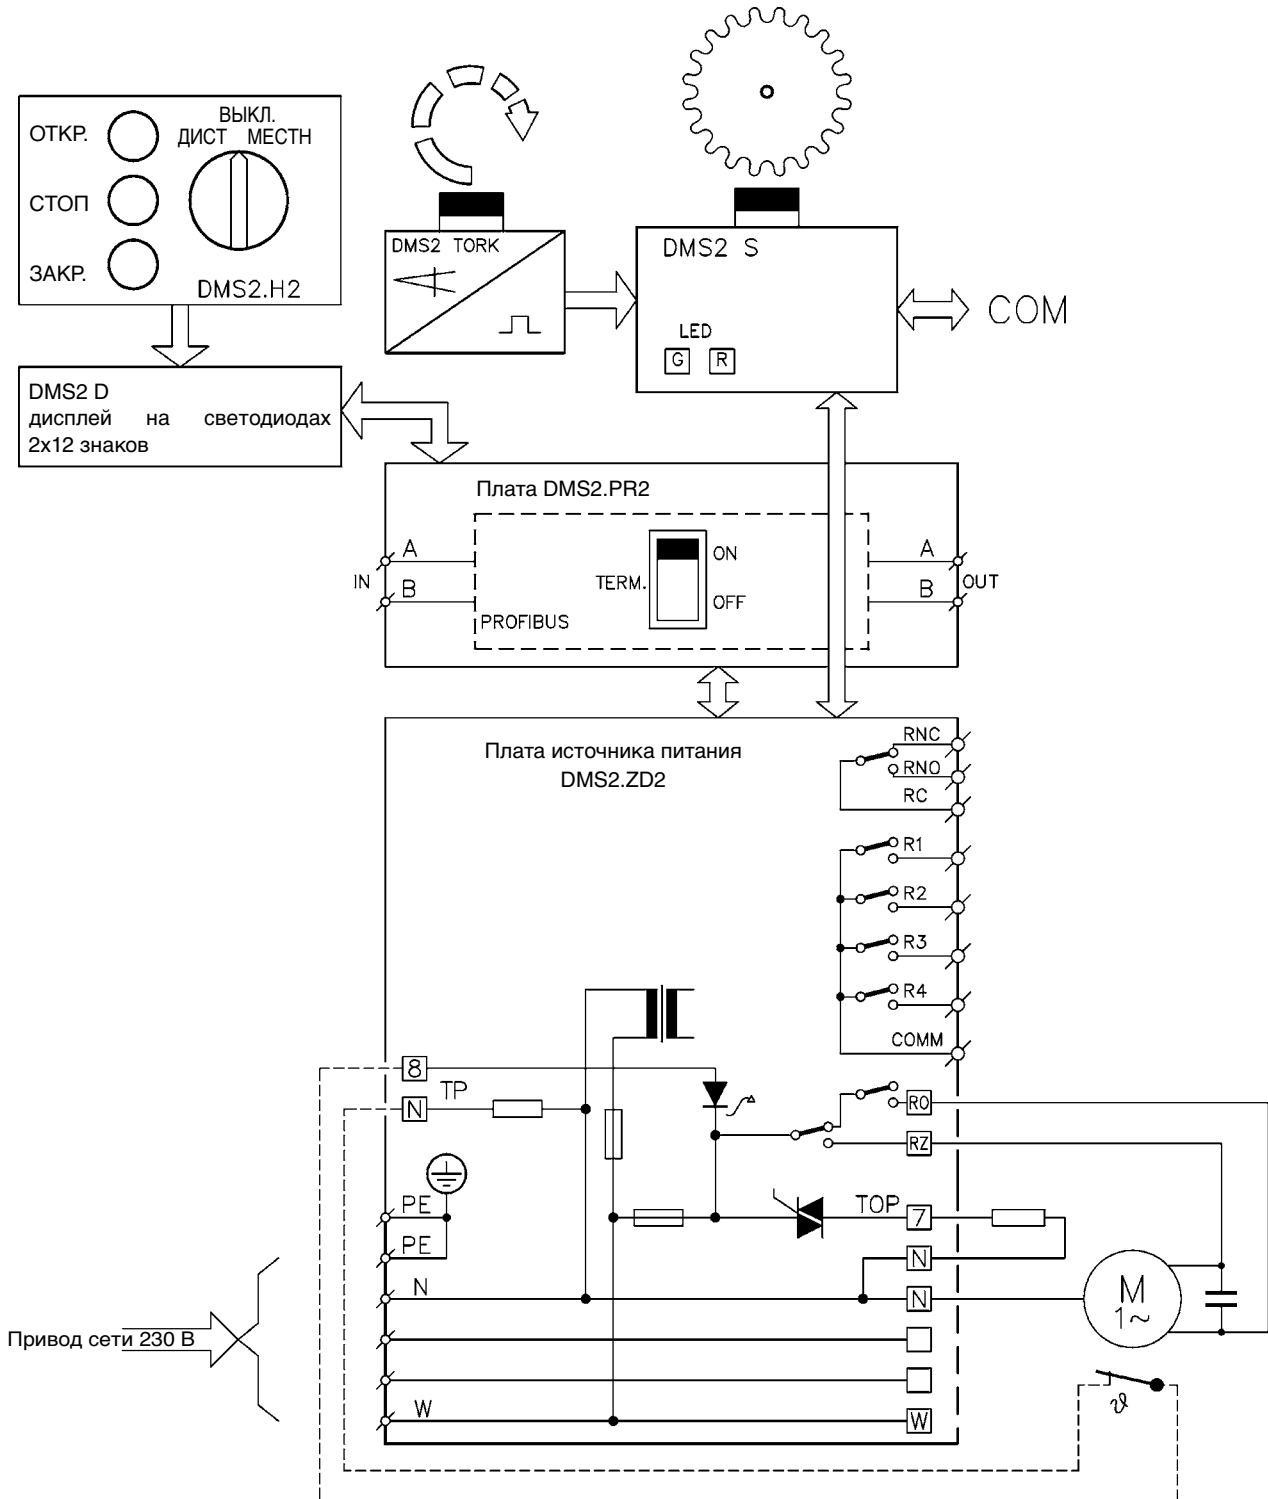 ОТКР.
ВЫКЛ.
ДИСТ МЕСТН
СТОП
ЗАКР.
DMS2.H2
DMS2 TORK
DMS2 S
LED
G R
COM
DMS2 D
дисплей на светодиодах
2x12 знаков
Плата DMS2.PR2
A
B
IN
TERM.
ON
OFF
PROFIBUS
A
B
OUT
Плата источника питания
DMS2.ZD2
RNC
RNO
RC
R1
R2
R3
R4
COMM
8
TP
N
RO
RZ
PE
PE
TOP
7
N
N
N
M
1~
Привод сети 230 В
W
W
ϑ